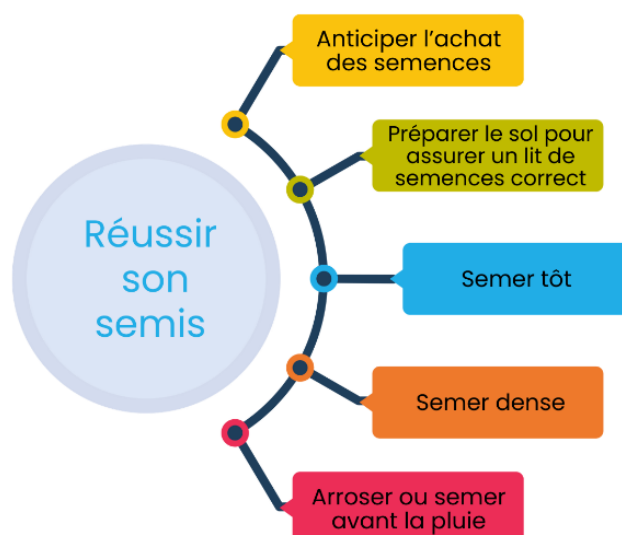 Réussir
son
semis
Anticiper l’achat
des semences
Préparer le sol pour
assurer un lit de
semences correct
Semer tôt
Semer dense
Arroser ou semer
avant la pluie